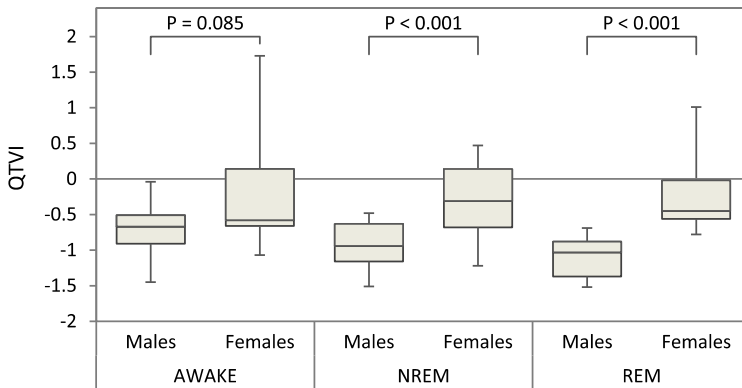 P = 0.085 P < 0.001 P < 0.001
2
1.5
1
0.5
0
-0.5
-1
-1.5
-2
QTVI
Males Females Males Females Males Females
AWAKE NREM REM